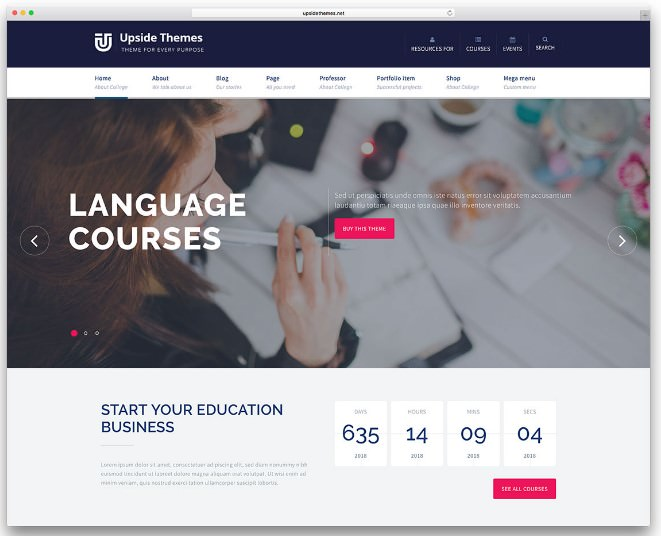 upsidethemes.net
Upside Themes
THEME FOR EVERY PURPOSE
RESOURCES FOR
COURSES
EVENTS
SEARCH
Home
About College
About
We talk about us
Blog
Our stories
Page
All you need
Professor
About College
Portfolio item
Successful projects
Shop
About College
Mega menu
Custom menu
LANGUAGE
COURSES
Sed ut perspiciatis unde omnis iste natus error sit voluptatem accusantium
laudantiu totam riaeaque ipsa quae illo inventore veritatis.
BUY THIS THEME
START YOUR EDUCATION
BUSINESS
Lorem ipsum dolor sit amet, consectetuer adipiscing elit, sed diam nonummy nibh
euismod tincidunt ut laoreet dolore magna aliquam erat volutpat. Ut wisi enim ad
minim veniam, quis nostrud exerci tation ullamcorper suscipit lobortis.
DAYS
635
2018
HOURS
14
2018
MINS
09
2018
SECS
04
2018
SEE ALL COURSES